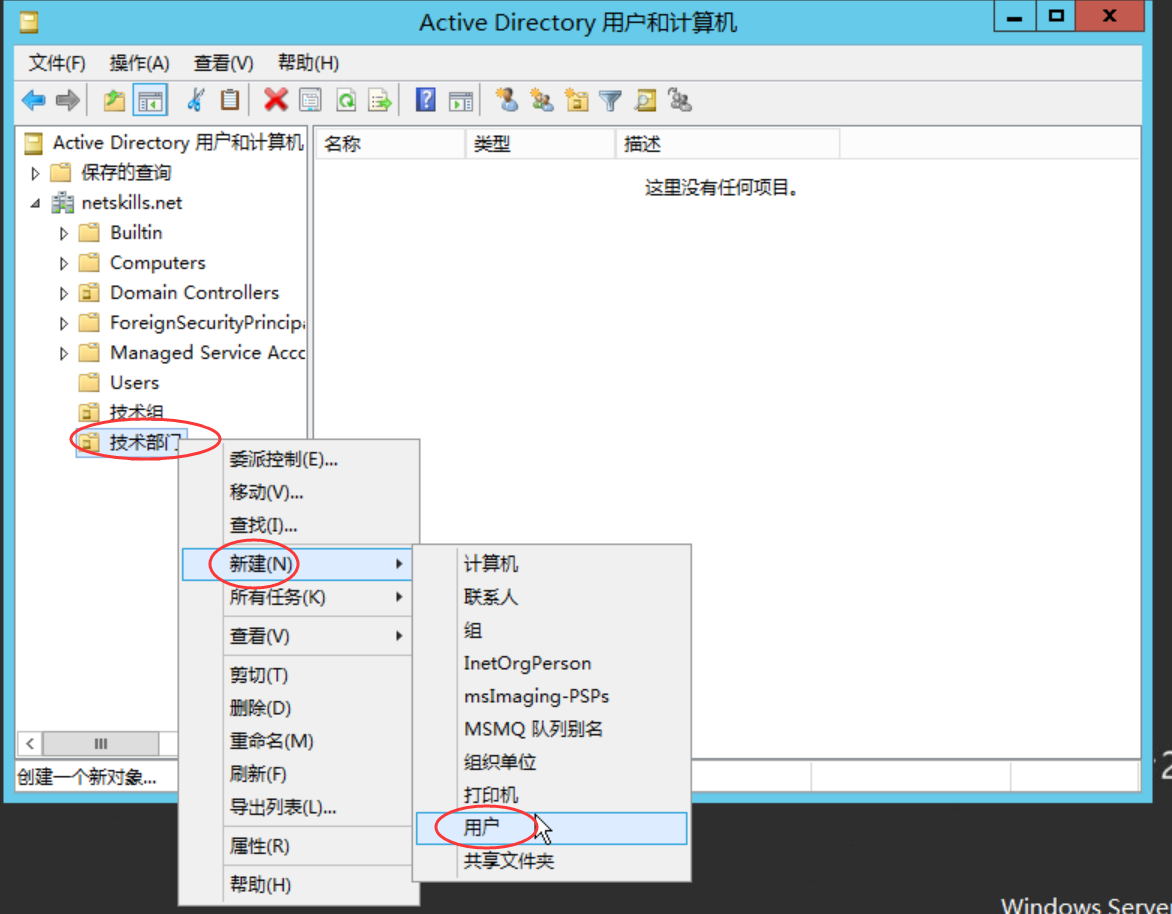 Active Directory 用户和计算机
文件(F) 操作(A) 查看(V) 帮助(H)
Active Directory 用户和计算机
名称 类型 描述
保存的查询
这里没有任何项目。
netskills.net
Builtin
Computers
Domain Controllers
ForeignSecurityPrincipa
Managed Service Acco
Users
技术组
技术部门
委派控制(E)...
移动(V)...
查找(I)...
新建(N)
所有任务(K)
查看(V)
剪切(T)
删除(D)
重命名(M)
刷新(F)
导出列表(L)...
属性(R)
帮助(H)
计算机
联系人
组
InetOrgPerson
msImaging-PSPs
MSMQ 队列别名
组织单位
打印机
用户
共享文件夹
创建一个新对象...
2
Windows Server